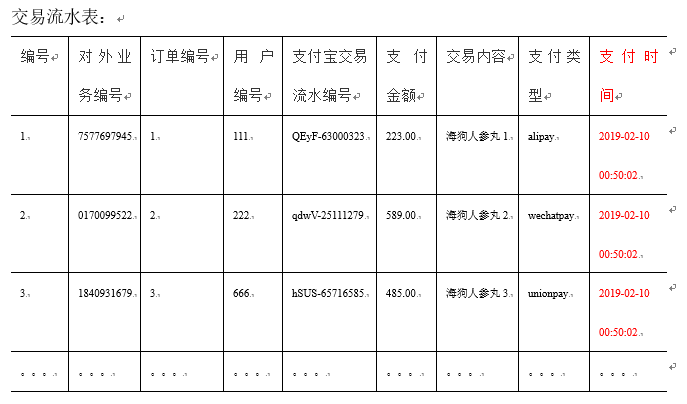 交易流水表：
编号 对外业务编号 订单编号 用户编号 支付宝交易流水编号 支付金额 交易内容 支付类型 支付时间
1. 7577697945. 1. 111. QEyF-63000323. 223.00. 海狗人参丸 1. alipay. 2019-02-10 00:50:02.
2. 0170099522. 2. 222. qdwV-25111279. 589.00. 海狗人参丸 2. wechatpay. 2019-02-10 00:50:02.
3. 1840931679. 3. 666. hSUS-65716585. 485.00. 海狗人参丸 3. unionpay. 2019-02-10 00:50:02.
。。。 。。。 。。。 。。。 。。。 。。。 。。。 。。。 。。。